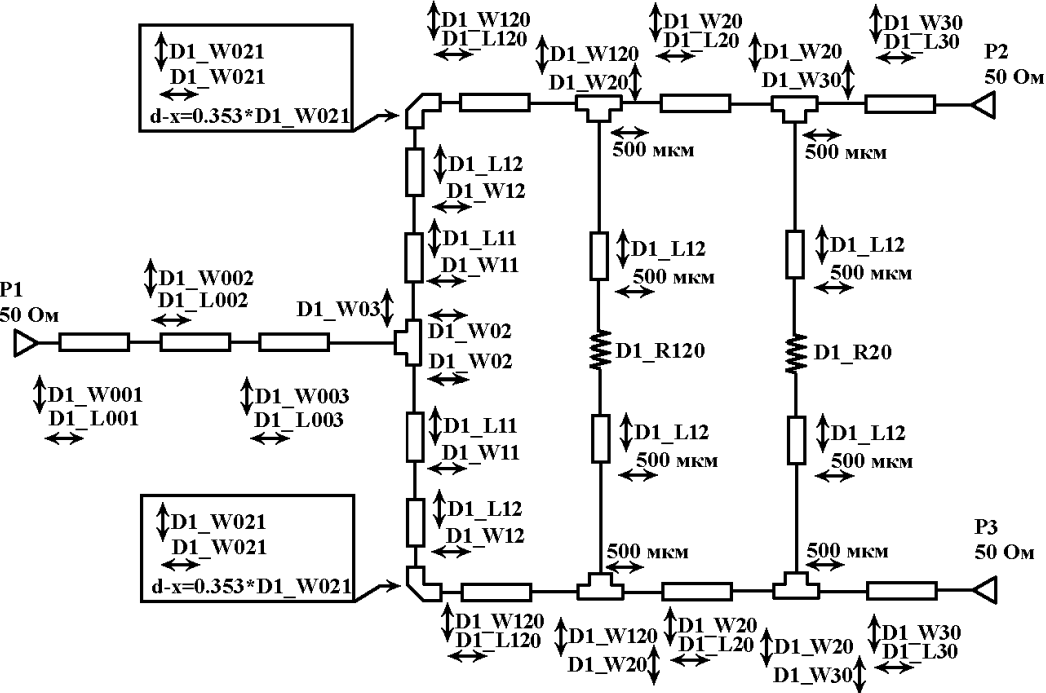 D1_W021
D1_W021
d-x=0.353*D1_W021
D1_W120
D1_L120
D1_W120
D1_W20
D1_W20
D1_L20
D1_W20
D1_W30
D1_W30
D1_L30
P2
50 Ом
500 мкм
500 мкм
D1_L12
D1_W12
D1_L11
D1_W11
D1_L12
500 мкм
D1_L12
500 мкм
P1
50 Ом
D1_W002
D1_L002
D1_W03
D1_W02
D1_W02
D1_R120
D1_R20
D1_W001
D1_L001
D1_W003
D1_L003
D1_L11
D1_W11
D1_L12
500 мкм
D1_L12
500 мкм
D1_L12
D1_W12
D1_W021
D1_W021
d-x=0.353*D1_W021
500 мкм
500 мкм
P3
50 Ом
D1_W120
D1_L120
D1_W120
D1_W20
D1_W20
D1_L20
D1_W20
D1_W30
D1_W30
D1_L30